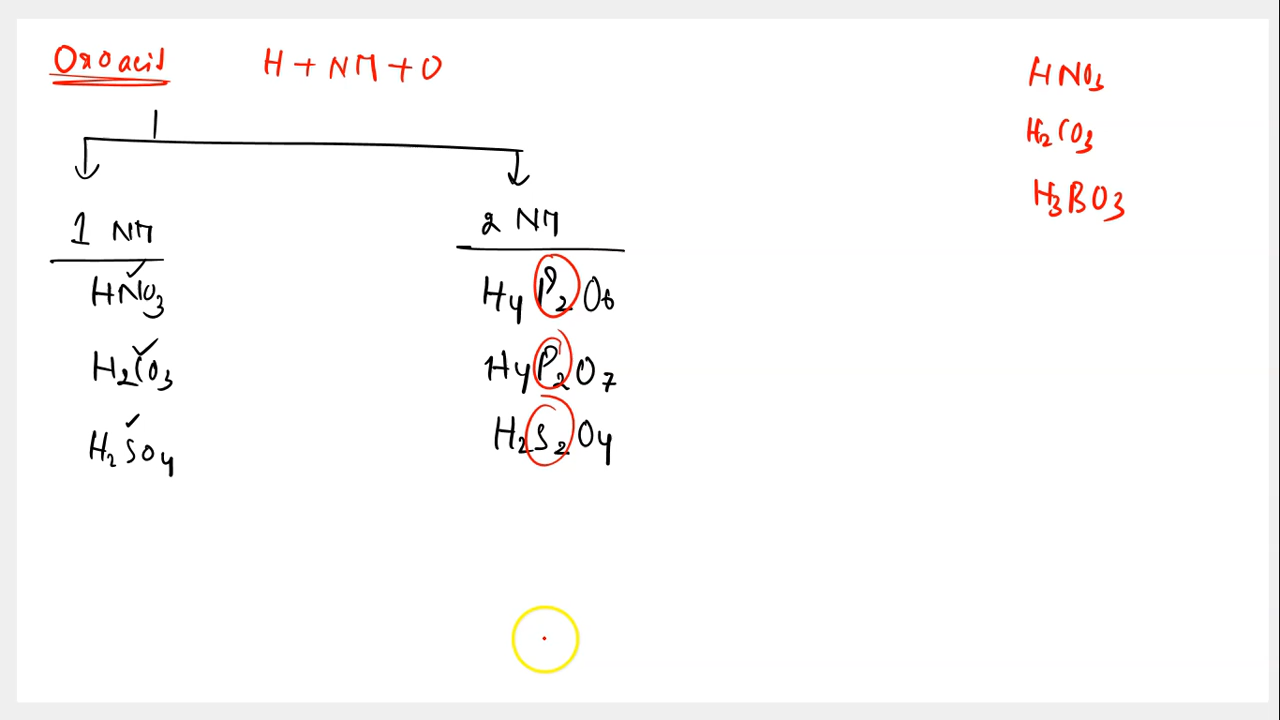 Oxoacid H + NM + O
HNO3
H2CO3
H3BO3
1 NM
HNO3
H2CO3
H2SO4
2 NM
H4P2O6
H4P2O7
H2S2O4